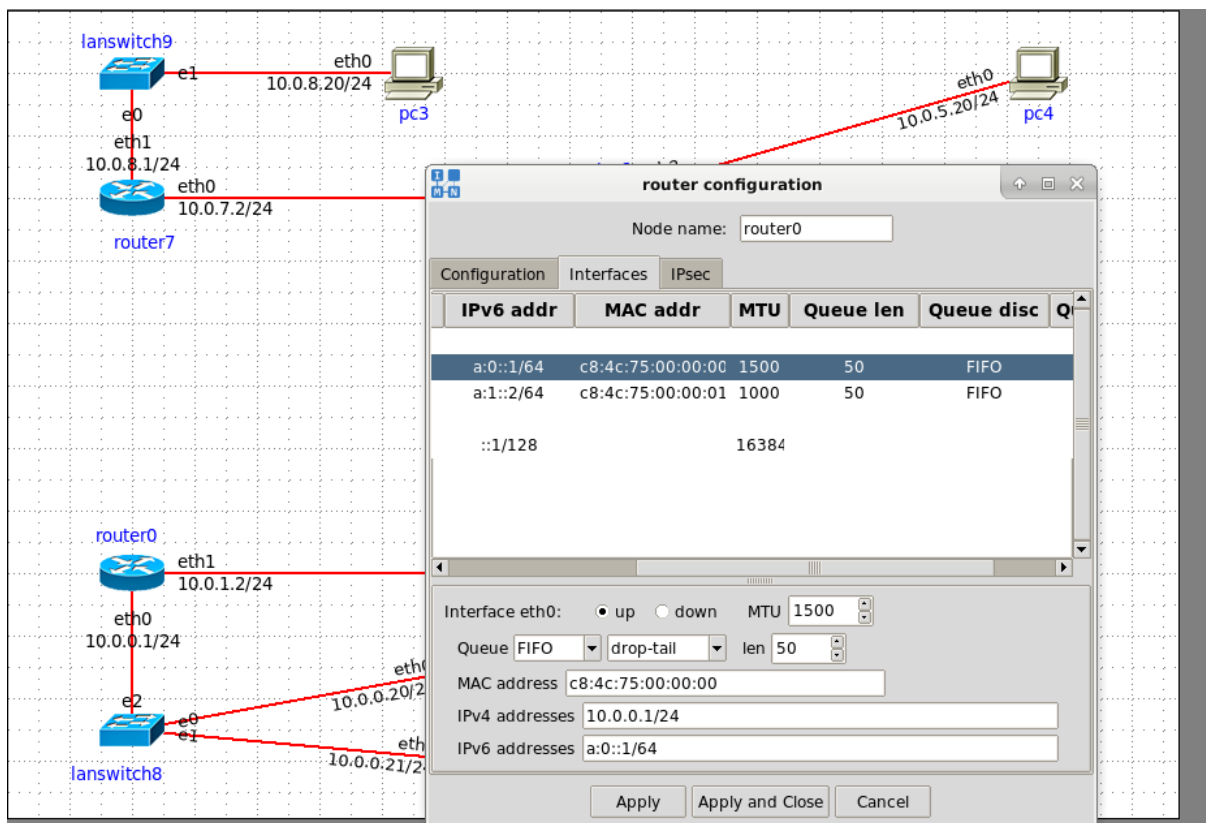 lanswitch9
e1
eth0
10.0.8.20/24
pc3
eth0
10.0.5.20/24
pc4
e0
eth1
10.0.8.1/24
eth0
10.0.7.2/24
router7
I
M N
router configuration
Node name: router0
Configuration Interfaces IPsec
IPv6 addr MAC addr MTU Queue len Queue disc
a:0::1/64 c8:4c:75:00:00:00 1500 50 FIFO
a:1::2/64 c8:4c:75:00:00:01 1000 50 FIFO
::1/128 16384
router0
eth1
10.0.1.2/24
eth0
10.0.0.1/24
e2
e0
e1
lanswitch8
eth
10.0.0.20/2
eth
10.0.0.21/2
Interface eth0: up down MTU 1500
Queue FIFO drop-tail len 50
MAC address c8:4c:75:00:00:00
IPv4 addresses 10.0.0.1/24
IPv6 addresses a:0::1/64
Apply Apply and Close Cancel